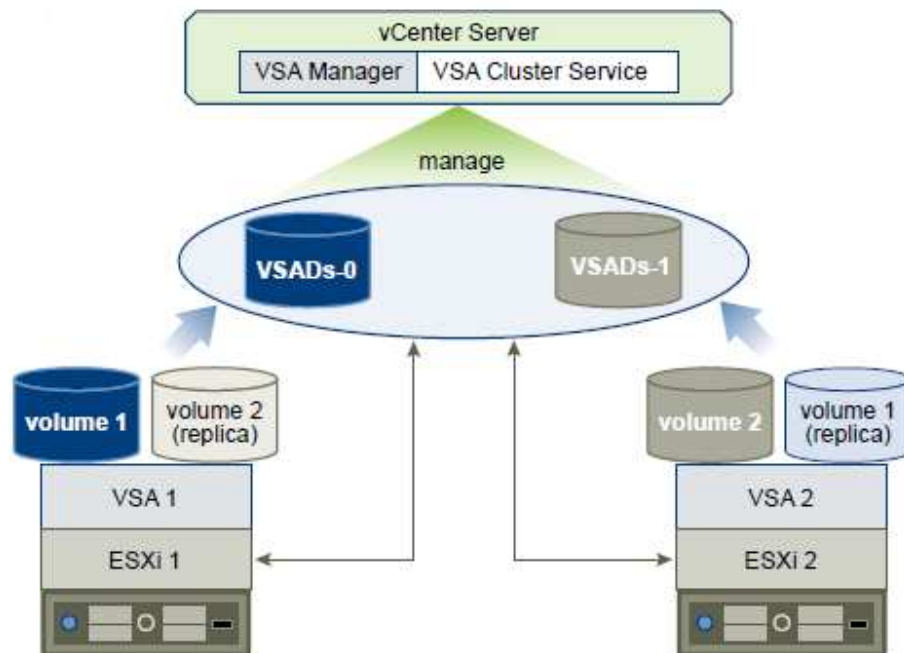 vCenter Server
VSA Manager
VSA Cluster Service
manage
VSADs-0
VSADs-1
volume 1
volume 2
(replica)
volume 2
volume 1
(replica)
VSA 1
VSA 2
ESXi 1
ESXi 2